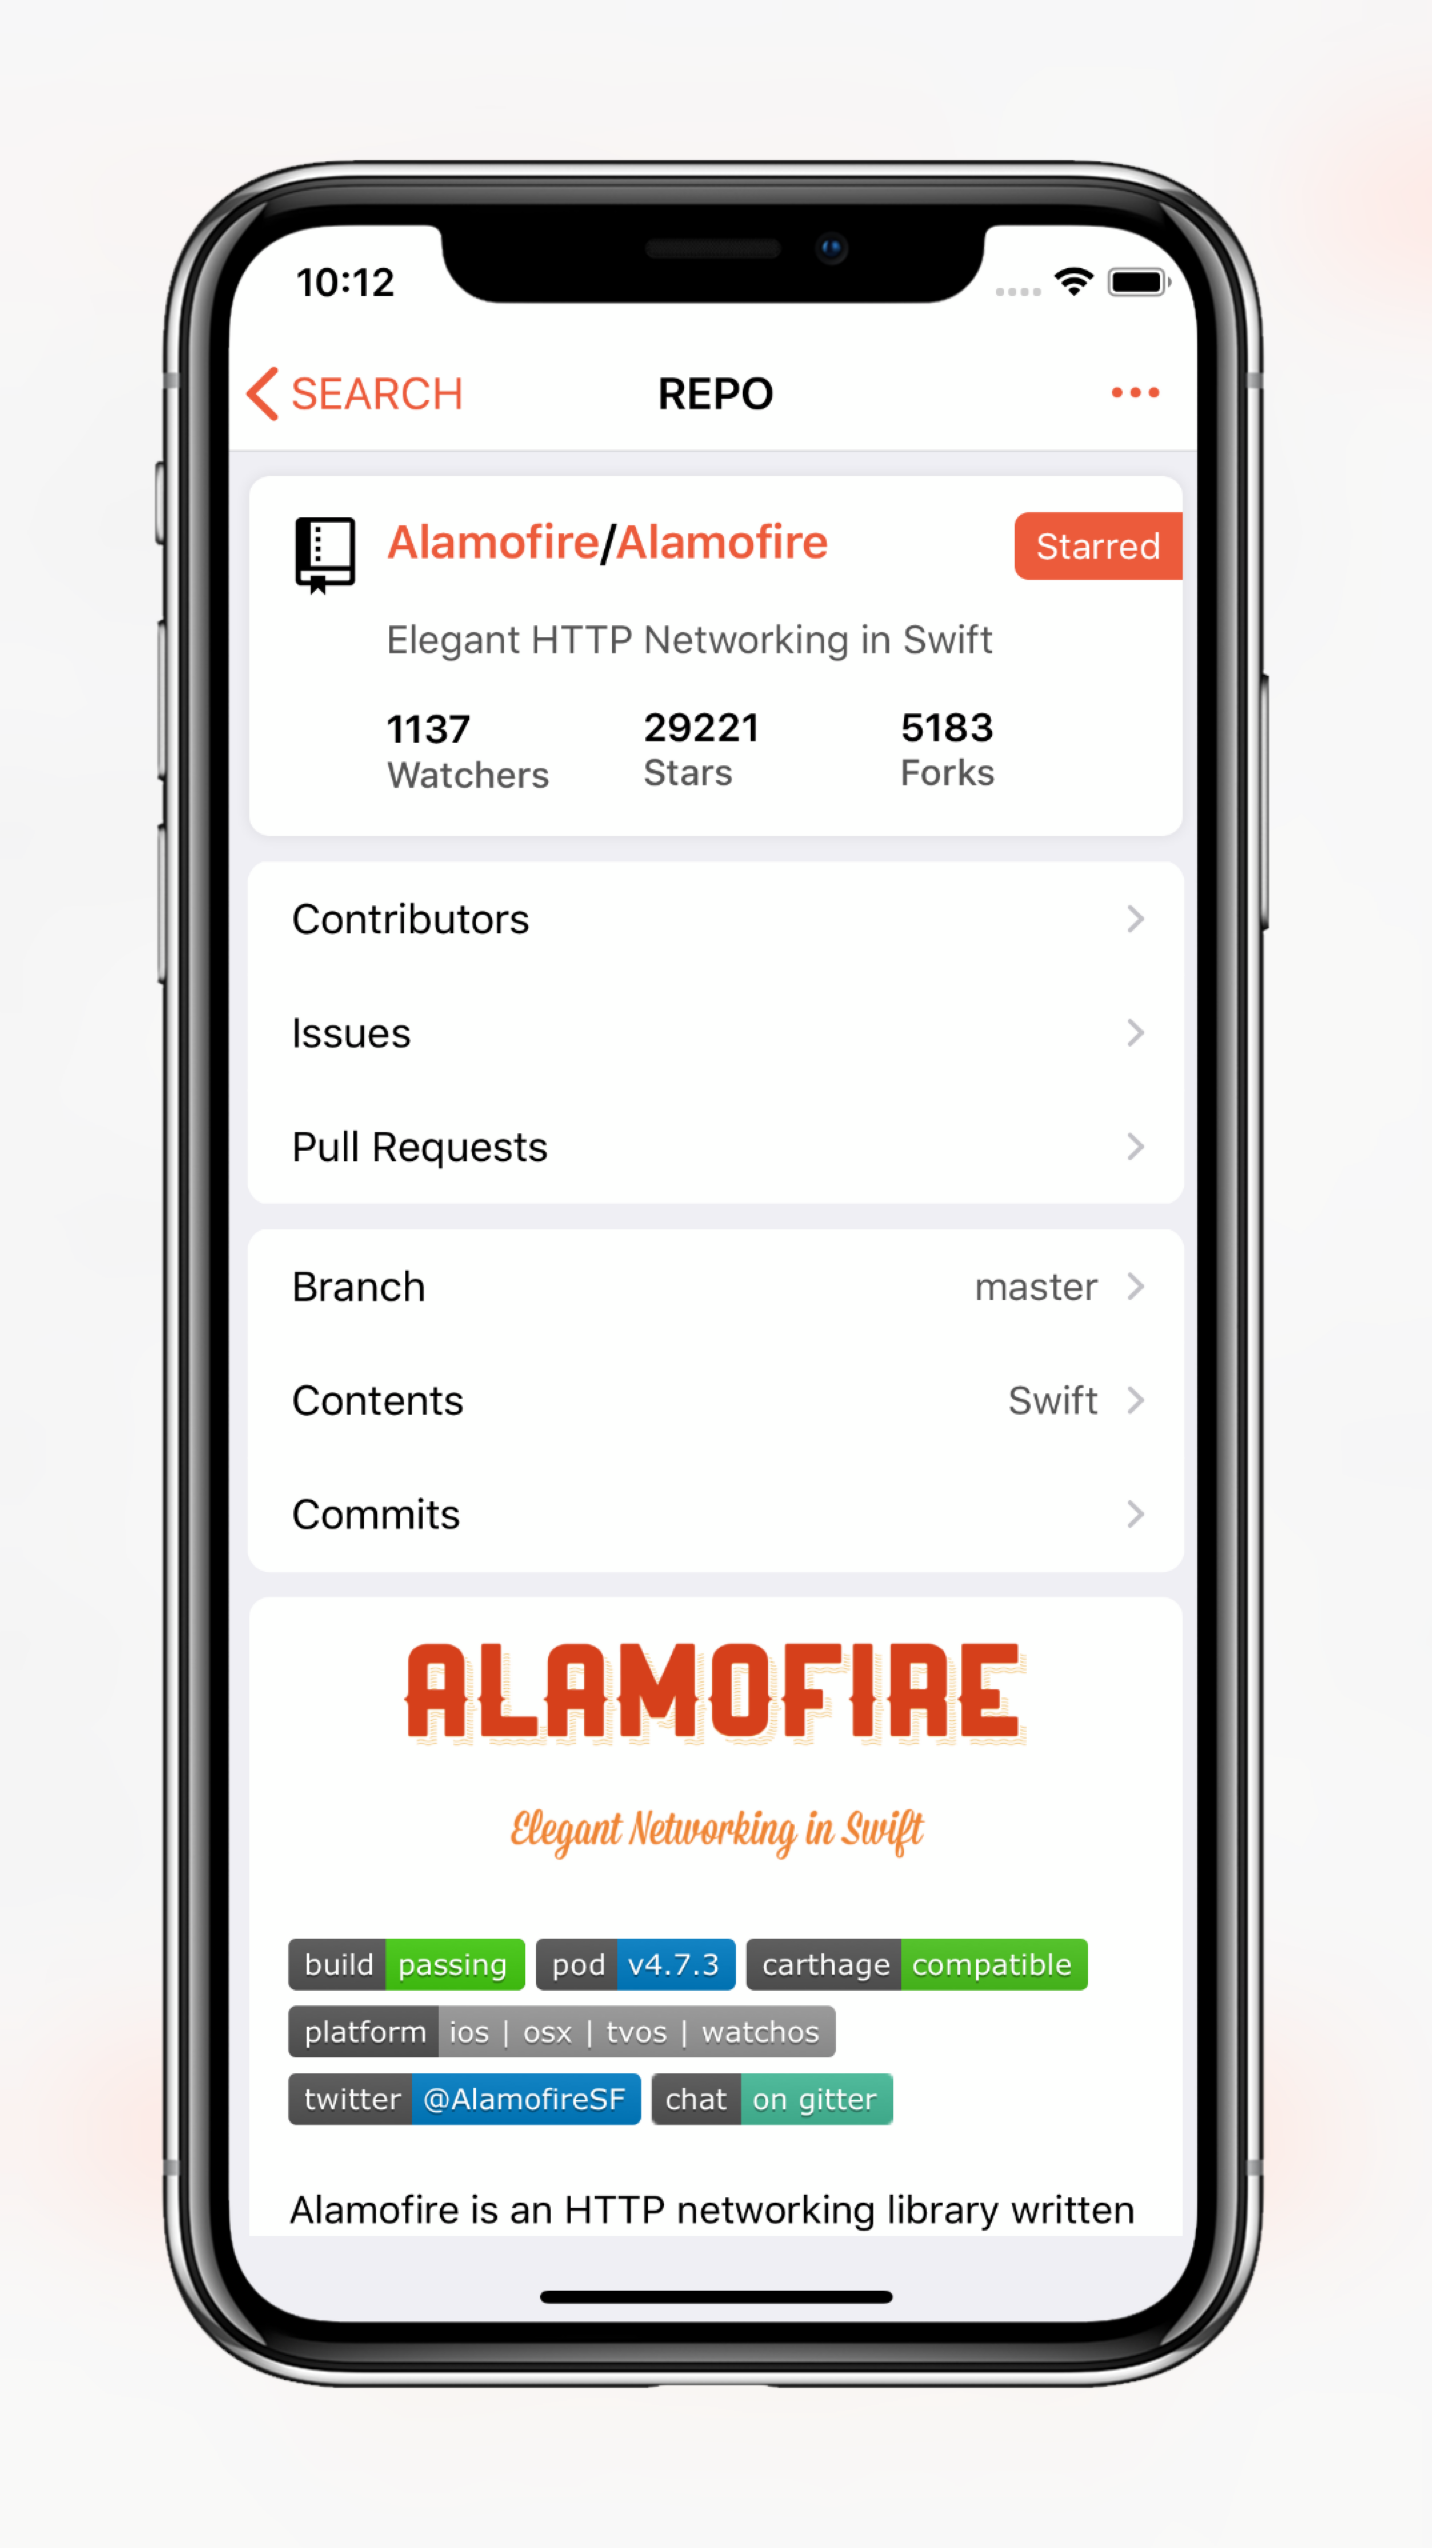 10:12
SEARCH REPO
Alamofire/Alamofire Starred
Elegant HTTP Networking in Swift
1137 29221 5183
Watchers Stars Forks
Contributors
Issues
Pull Requests
Branch master
Contents Swift
Commits
ALAMOFIRE
Elegant Networking in Swift
build passing pod v4.7.3 carthage compatible
platform ios | osx | tvos | watchos
twitter @AlamofireSF chat on gitter
Alamofire is an HTTP networking library written